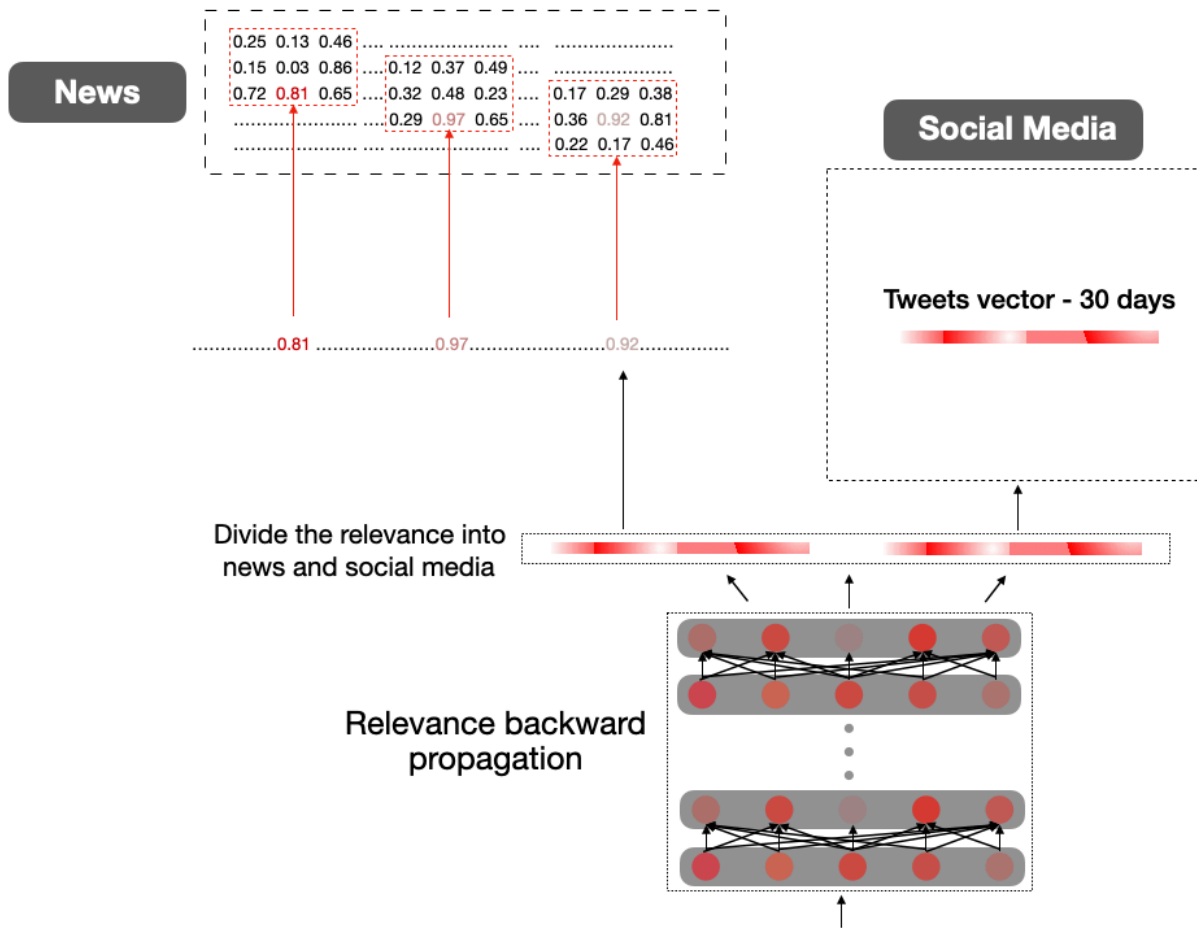 News
0.25 0.13 0.46 .... ...................... .... ......................
0.15 0.03 0.86 .... 0.12 0.37 0.49 .... ......................
0.72 0.81 0.65 .... 0.32 0.48 0.23 .... 0.17 0.29 0.38
...................... .... 0.29 0.97 0.65 .... 0.36 0.92 0.81
...................... .... ...................... .... 0.22 0.17 0.46
Social Media
Tweets vector - 30 days
...............0.81 .....................0.97........................0.92................
Divide the relevance into
news and social media
Relevance backward
propagation